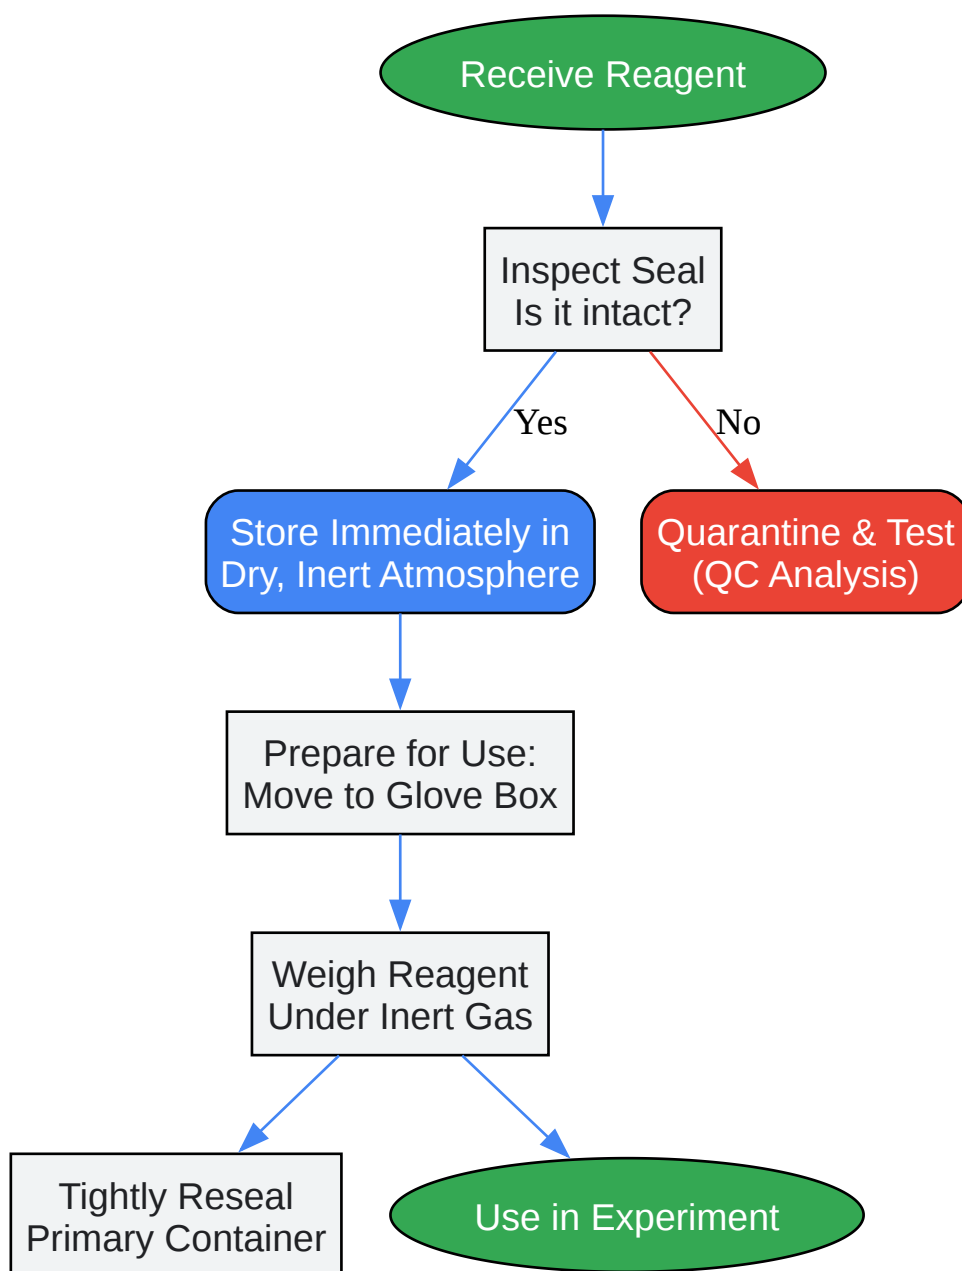 Receive Reagent
Inspect Seal
Is it intact?
Yes
No
Store Immediately in
Dry, Inert Atmosphere
Quarantine & Test
(QC Analysis)
Prepare for Use:
Move to Glove Box
Weigh Reagent
Under Inert Gas
Tightly Reseal
Primary Container
Use in Experiment